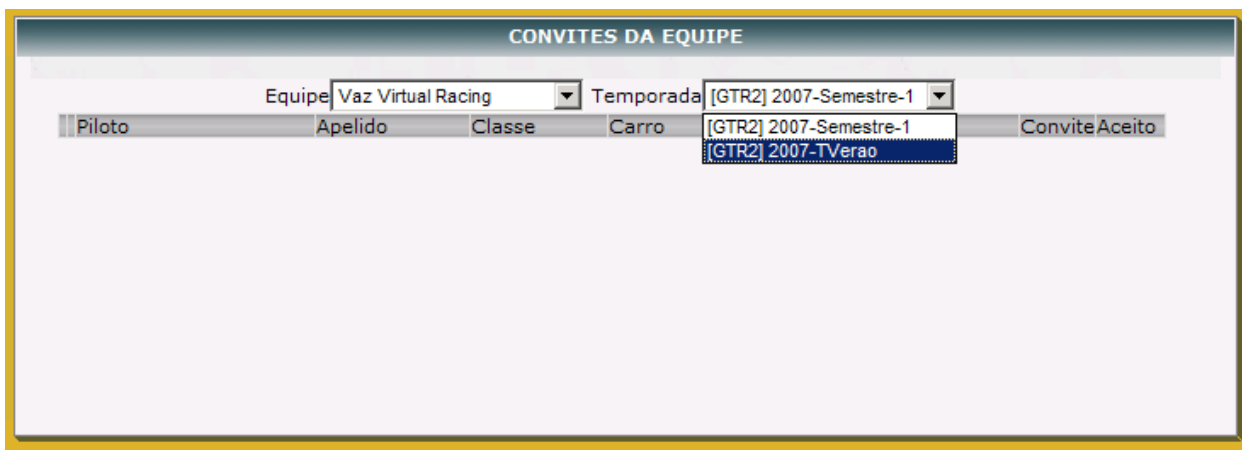 CONVITES DA EQUIPE
Equipe Vaz Virtual Racing Temporada [GTR2] 2007-Semestre-1
Piloto Apelido Classe Carro [GTR2] 2007-Semestre-1 Convite Aceito
[GTR2] 2007-TVerao